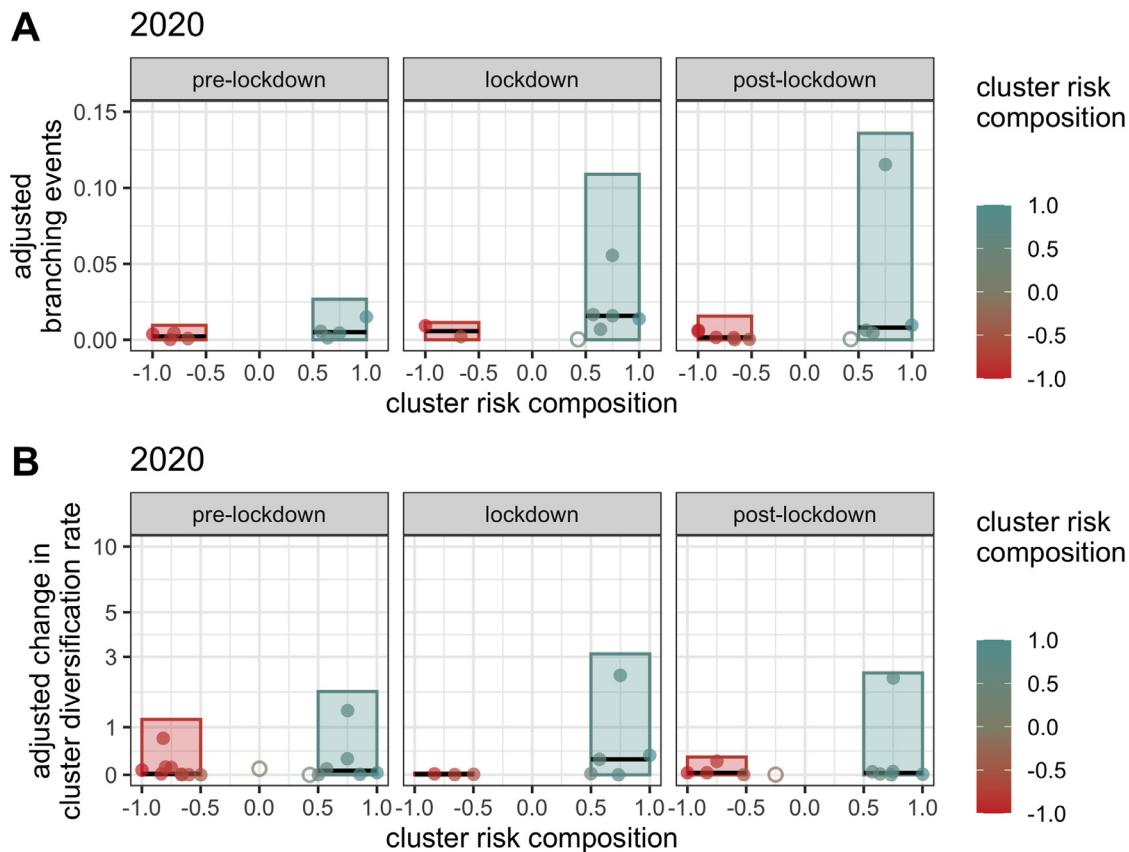 A
2020
pre-lockdown
lockdown
post-lockdown
adjusted
branching events
0.15
0.10
0.05
0.00
-1.0 -0.5 0.0 0.5 1.0
-1.0 -0.5 0.0 0.5 1.0
-1.0 -0.5 0.0 0.5 1.0
cluster risk composition
cluster risk
composition
1.0
0.5
0.0
-0.5
-1.0
B
2020
pre-lockdown
lockdown
post-lockdown
adjusted change in
cluster diversification rate
10
5
3
1
0
-1.0 -0.5 0.0 0.5 1.0
-1.0 -0.5 0.0 0.5 1.0
-1.0 -0.5 0.0 0.5 1.0
cluster risk composition
cluster risk
composition
1.0
0.5
0.0
-0.5
-1.0